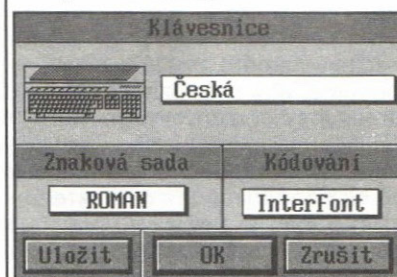 Klávesnice
Česká
Znaková sada
Kódování
ROMAN
InterFont
Uložit
OK
Zrušit